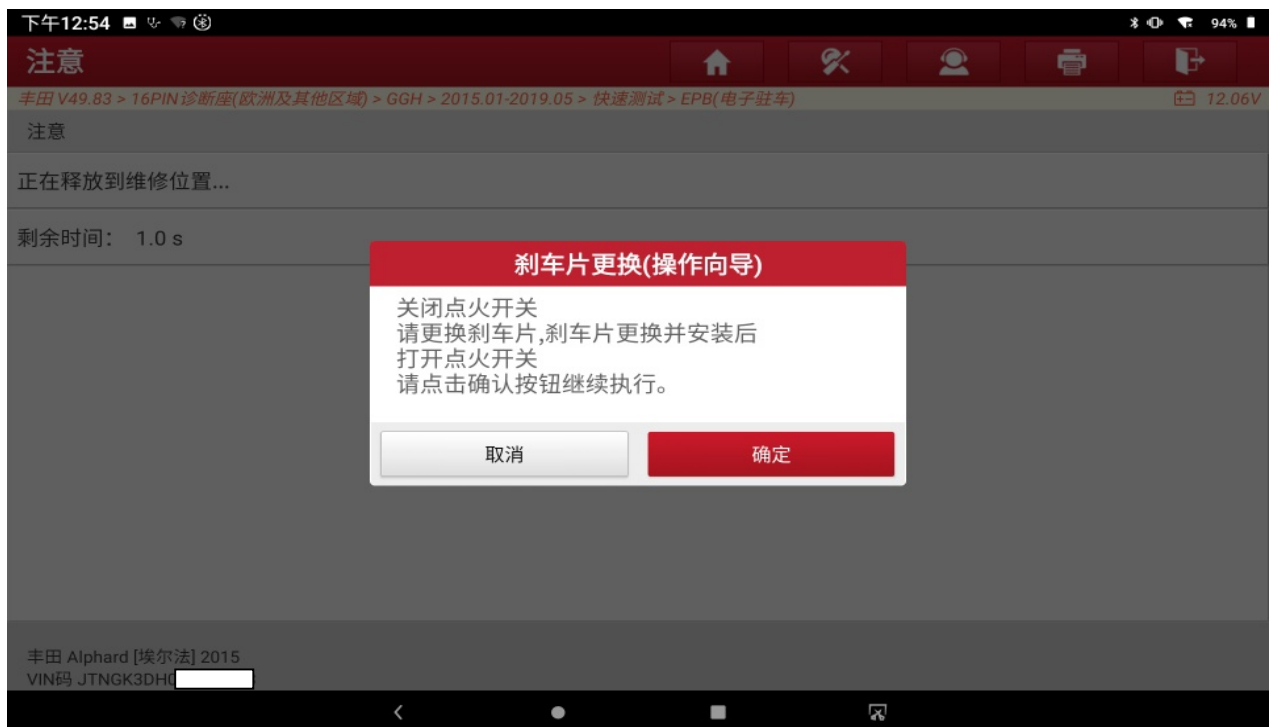 下午12:54
94%
注意
丰田 V49.83 > 16PIN诊断座(欧洲及其他区域) > GGH > 2015.01-2019.05 > 快速测试 > EPB(电子驻车)
12.06V
注意
正在释放到维修位置...
剩余时间： 1.0 s
刹车片更换(操作向导)
关闭点火开关
请更换刹车片,刹车片更换并安装后
打开点火开关
请点击确认按钮继续执行。
取消
确定
丰田 Alphard [埃尔法] 2015
VIN码 JTNGK3DH